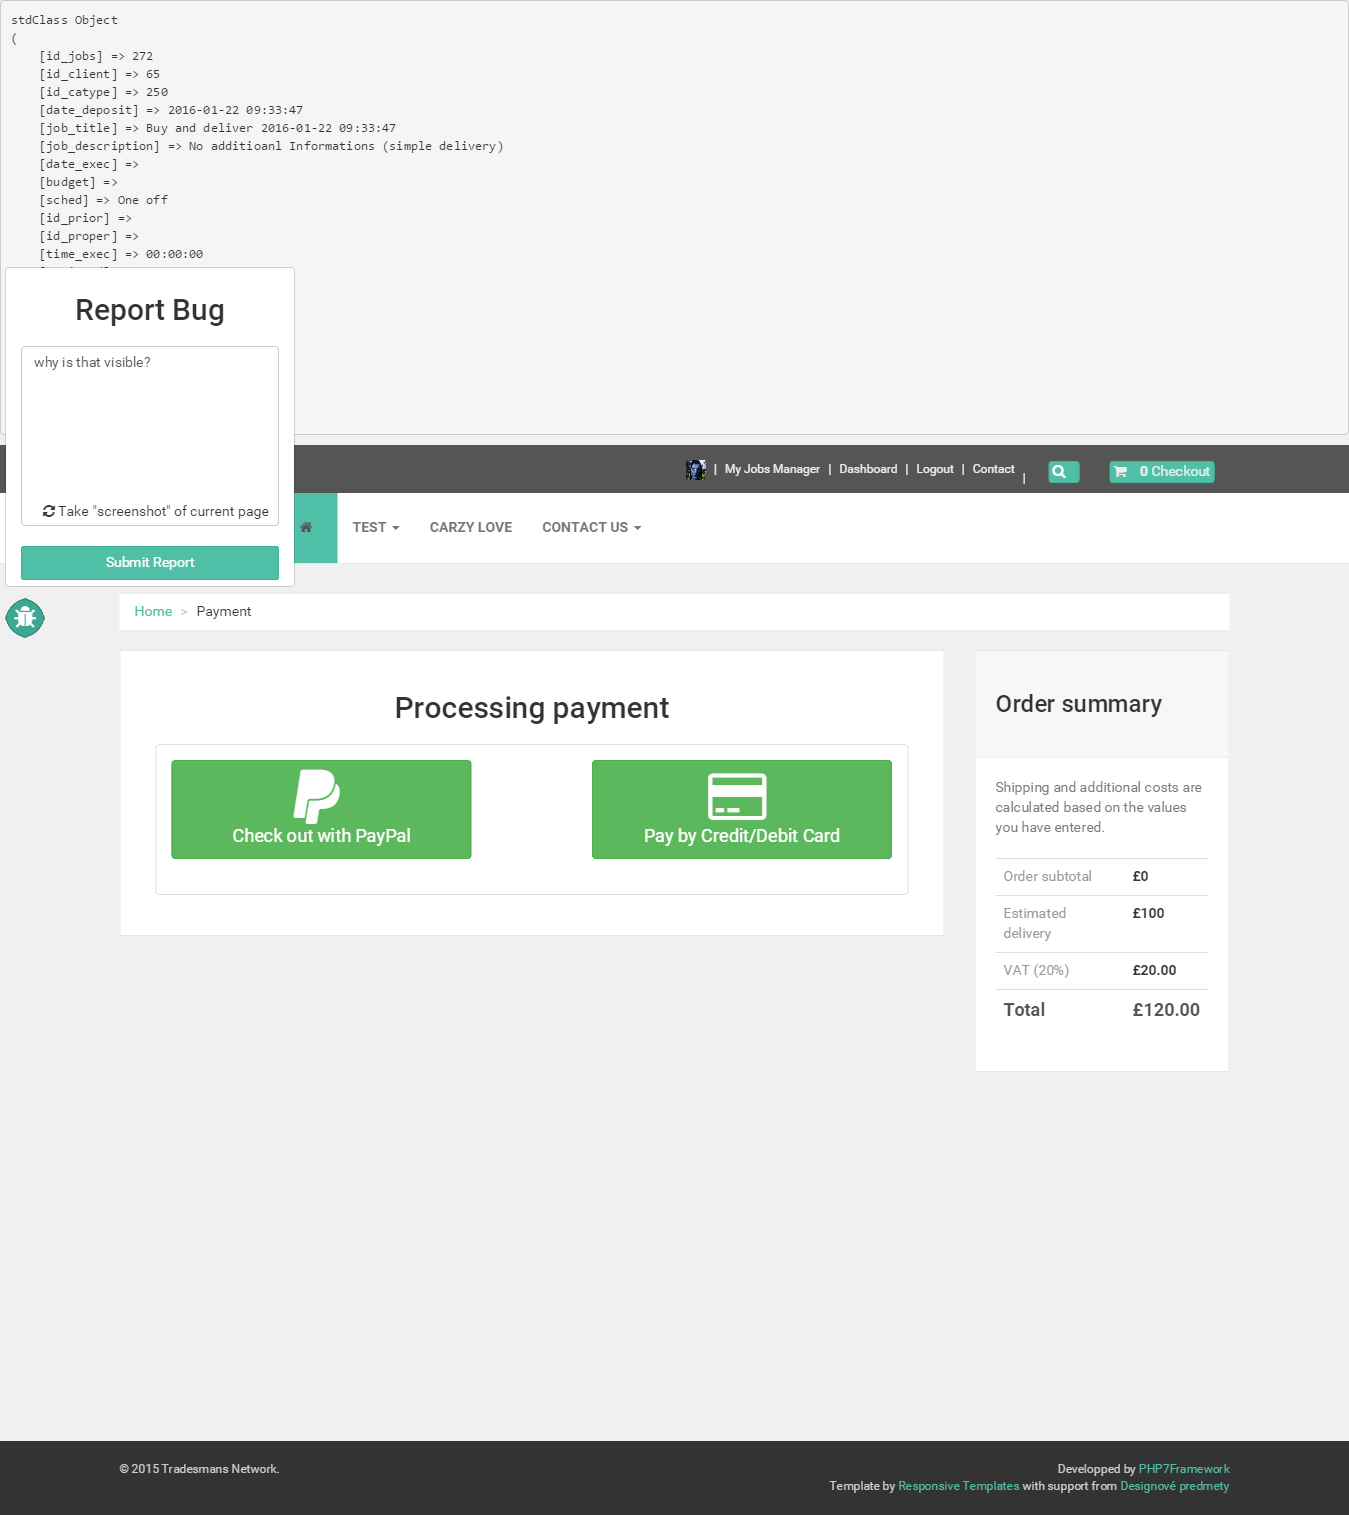 stdClass Object
(
[id_jobs] => 272
[id_client] => 65
[id_catype] => 250
[date_deposit] => 2016-01-22 09:33:47
[job_title] => Buy and deliver 2016-01-22 09:33:47
[job_description] => No additioanl Informations (simple delivery)
[date_exec] =>
[budget] =>
[sched] => One off
[id_prior] =>
[id_proper] =>
[time_exec] => 00:00:00
Report Bug
why is that visible?
Take "screenshot" of current page
Submit Report
| My Jobs Manager | Dashboard | Logout | Contact |
0 Checkout
TEST
CARZY LOVE
CONTACT US
Home > Payment
Processing payment
Check out with PayPal
Pay by Credit/Debit Card
Order summary
Shipping and additional costs are
calculated based on the values
you have entered.
Order subtotal £0
Estimated
delivery £100
VAT (20%) £20.00
Total £120.00
© 2015 Tradesmans Network.
Developped by PHP7Framework
Template by Responsive Templates with support from Designové predmety